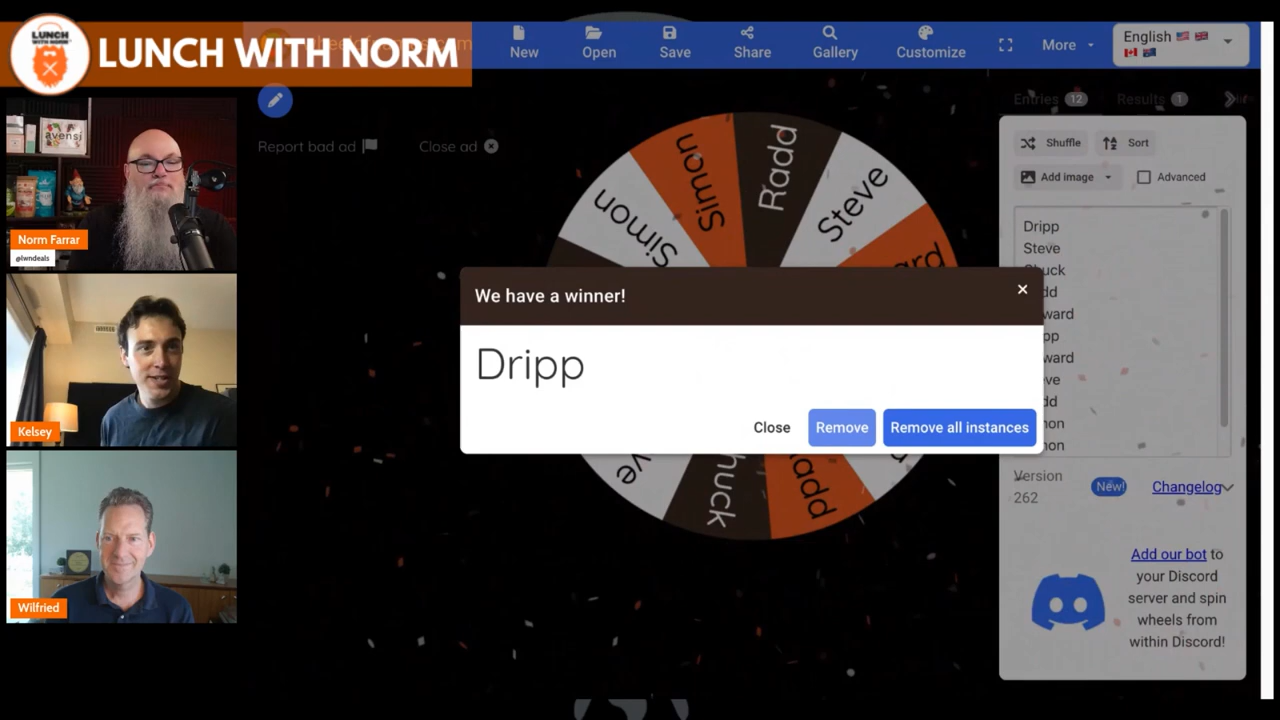 LUNCH
WITH NORM
LUNCH WITH NORM
New
Open
Save
Share
Gallery
Customize
More
English
Report bad ad
Close ad
Entries 12
Results 1
Shuffle
Sort
Add image
Advanced
Dripp
Steve
Simon
Simon
Radd
Steve
We have a winner!
Dripp
Close
Remove
Remove all instances
Version
262
New!
Changelog
Add our bot to
your Discord
server and spin
wheels from
within Discord!
avensi
Norm Farrar
@lwndeals
Kelsey
Wilfried